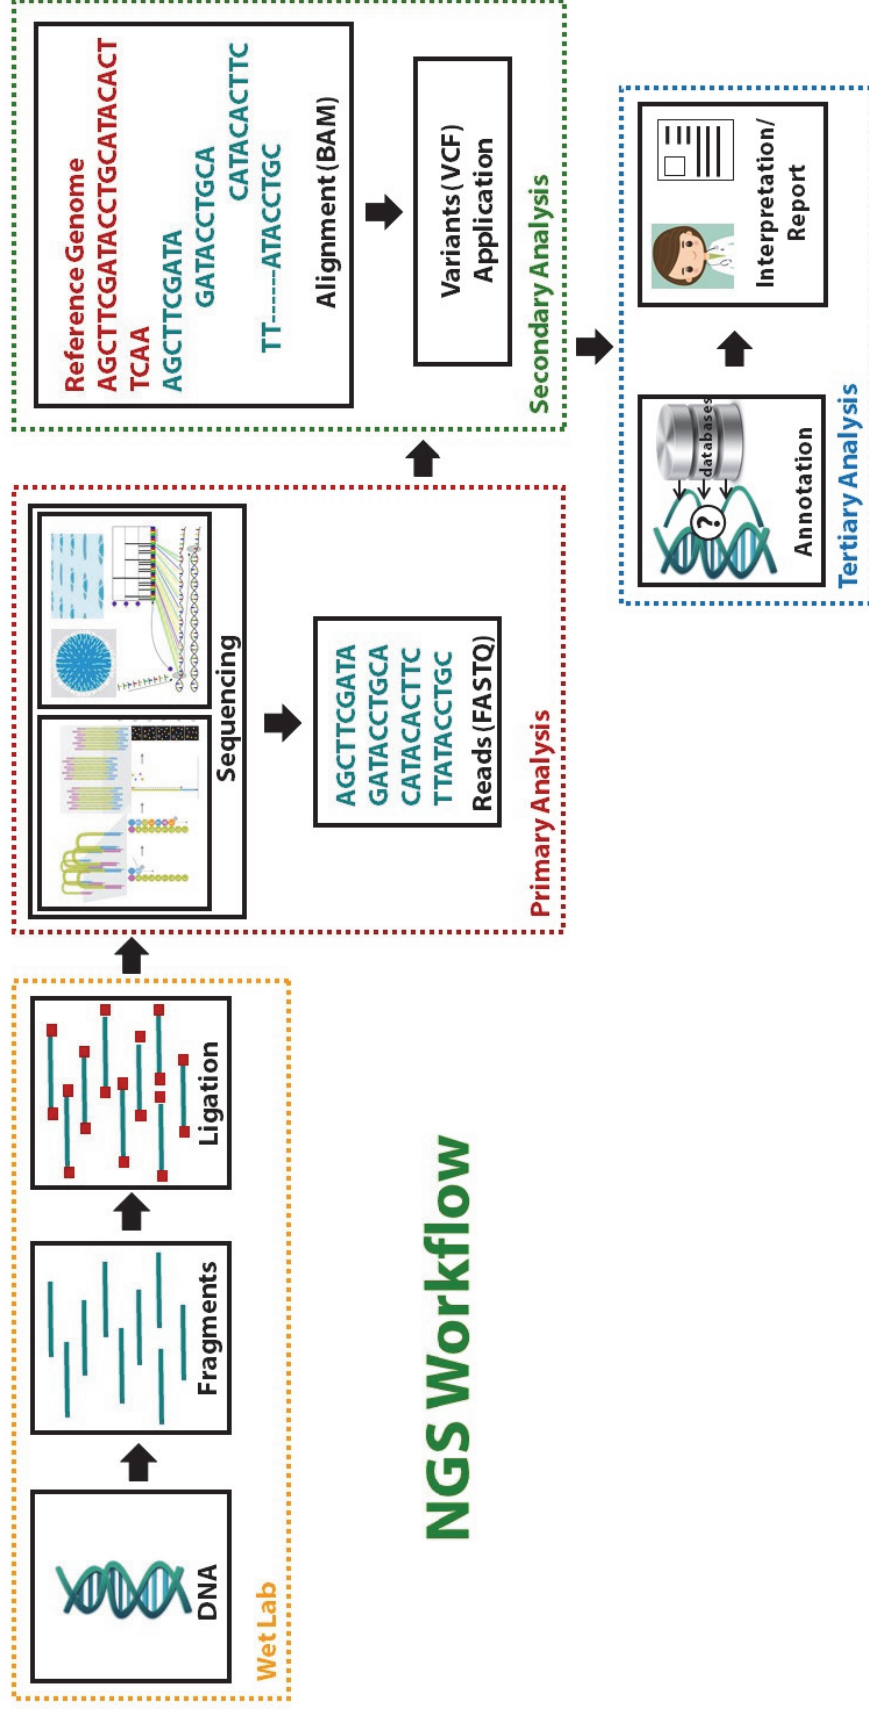 DNA
Fragments
Ligation
Wet Lab
Sequencing
AGCTTCGATA
GATACCTGCA
CATACACTTC
TTATACCTGC
Reads (FASTQ)
Primary Analysis
Reference Genome
AGCTTCGATACCTGCATACACT
TCAA
AGCTTCGATA
GATACCTGCA
CATACACTTC
TT------ATACCTGC
Alignment (BAM)
Variants (VCF)
Application
Secondary Analysis
?
databases
Annotation
Interpretation/
Report
Tertiary Analysis
NGS Workflow